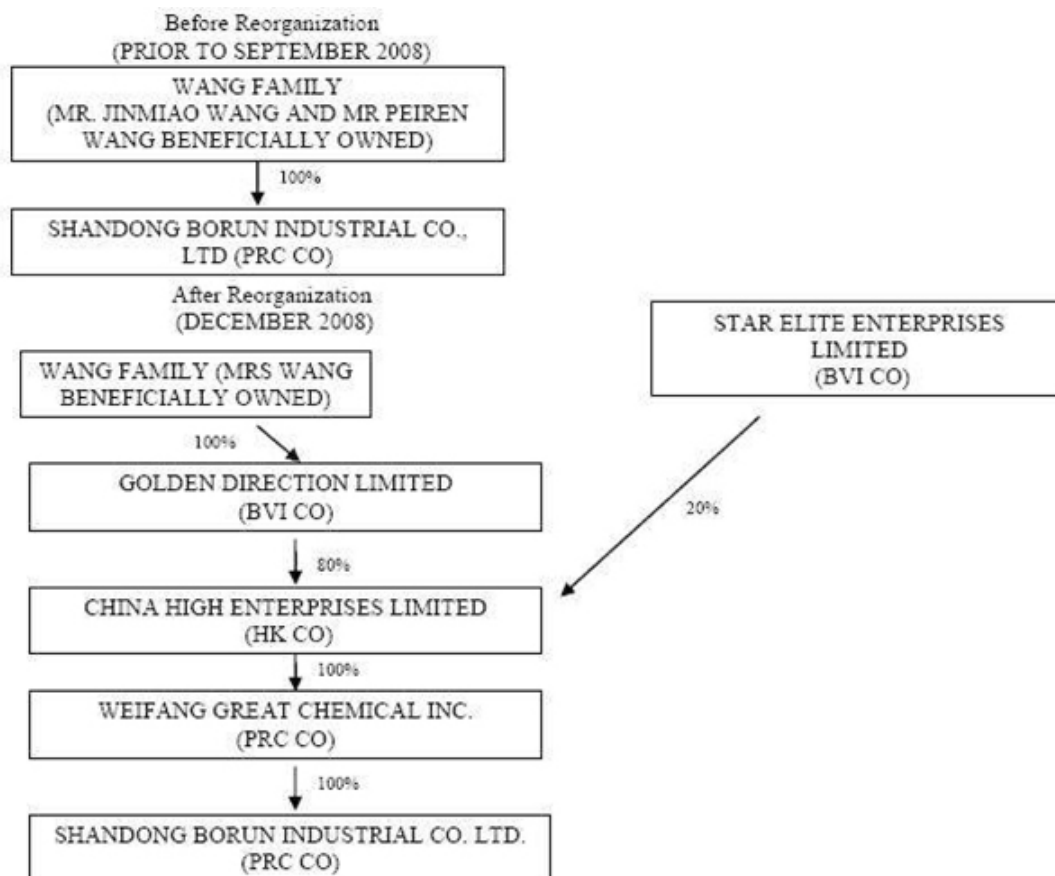 Before Reorganization
(PRIOR TO SEPTEMBER 2008)
WANG FAMILY
(MR. JINMIAO WANG AND MR PEIREN
WANG BENEFICIALLY OWNED)
100%
SHANDONG BORUN INDUSTRIAL CO.,
LTD (PRC CO)
After Reorganization
(DECEMBER 2008)
STAR ELITE ENTERPRISES
LIMITED
(BVI CO)
WANG FAMILY (MRS WANG
BENEFICIALLY OWNED)
100%
GOLDEN DIRECTION LIMITED
(BVI CO)
20%
80%
CHINA HIGH ENTERPRISES LIMITED
(HK CO)
100%
WEIFANG GREAT CHEMICAL INC.
(PRC CO)
100%
SHANDONG BORUN INDUSTRIAL CO. LTD.
(PRC CO)